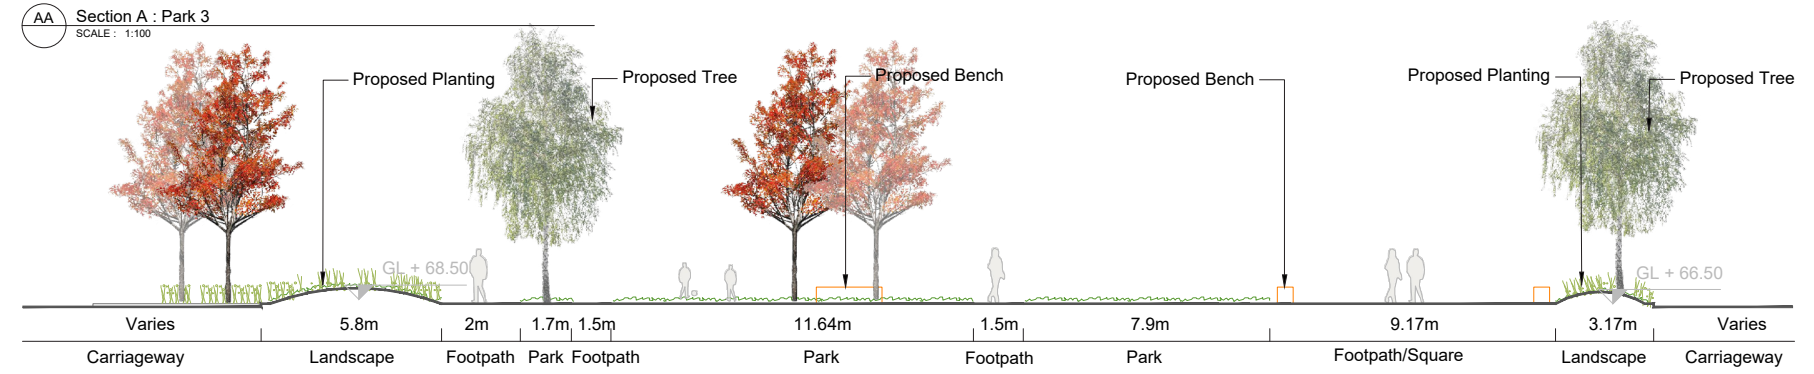 AA
Section A : Park 3
SCALE : 1:100
Proposed Planting
Proposed Tree
Proposed Bench
Proposed Bench
Proposed Planting
Proposed Tree
GL + 68.50
GL + 66.50
Varies 5.8m 2m 1.7m 1.5m 11.64m 1.5m 7.9m 9.17m 3.17m Varies
Carriageway Landscape Footpath Park Footpath Park Footpath Park Footpath/Square Landscape Carriageway